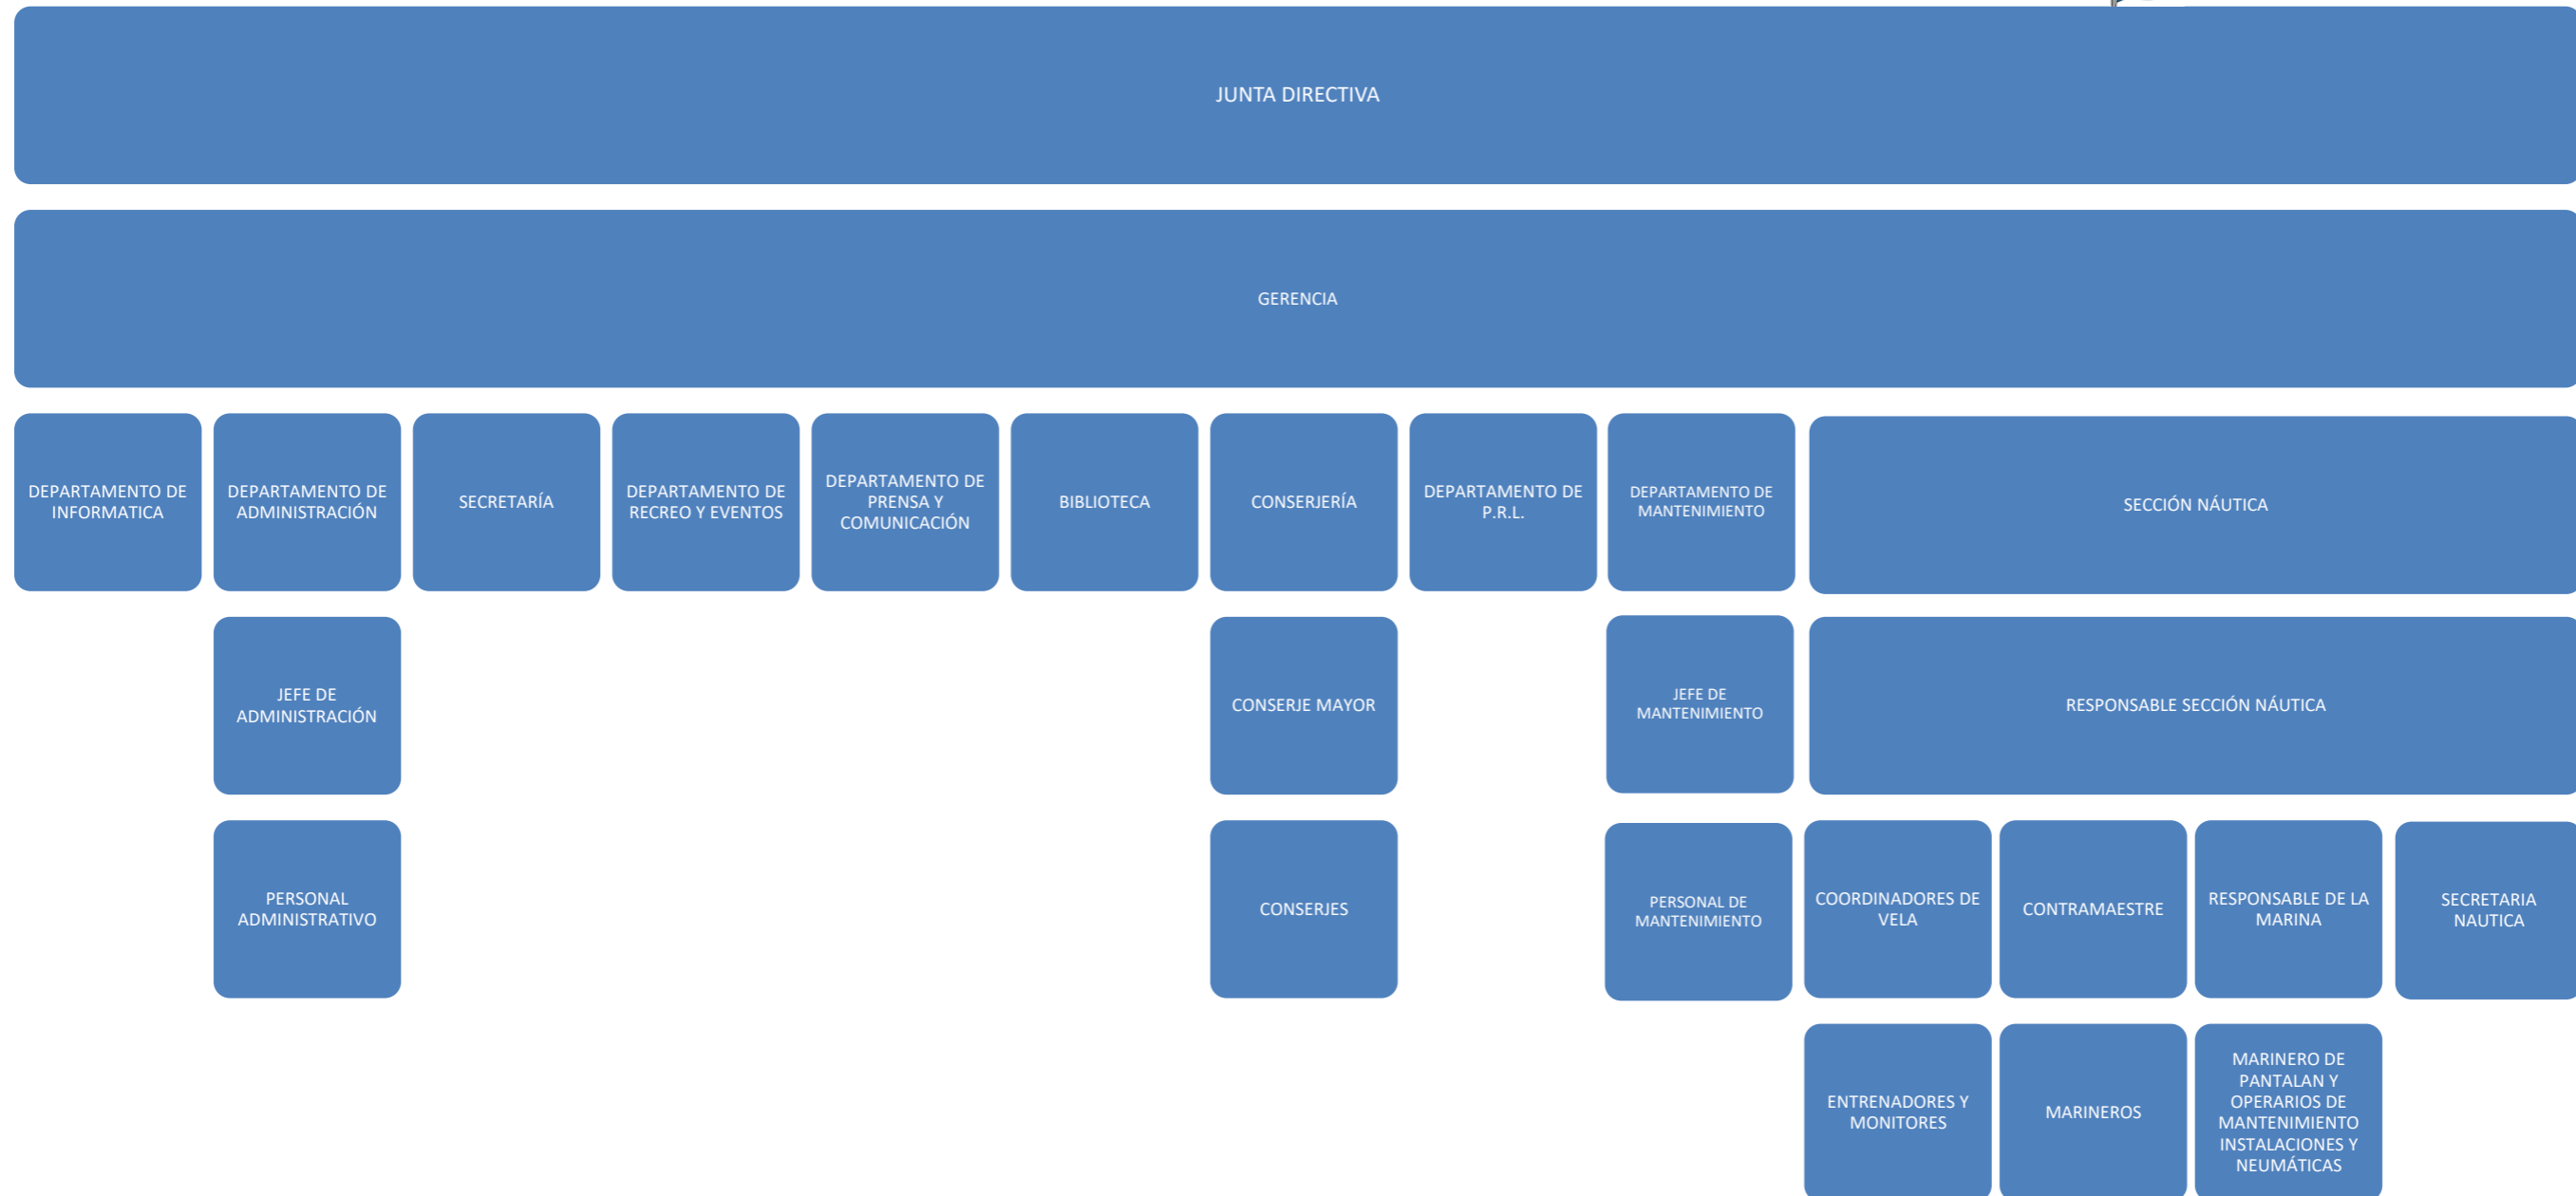 JUNTA DIRECTIVA
GERENCIA
DEPARTAMENTO DE
INFORMATICA
DEPARTAMENTO DE
ADMINISTRACIÓN
SECRETARÍA
DEPARTAMENTO DE
RECREO Y EVENTOS
DEPARTAMENTO DE
PRENSA Y
COMUNICACIÓN
BIBLIOTECA
CONSERJERÍA
DEPARTAMENTO DE
P.R.L.
DEPARTAMENTO DE
MANTENIMIENTO
SECCIÓN NÁUTICA
JEFE DE
ADMINISTRACIÓN
CONSERJE MAYOR
JEFE DE
MANTENIMIENTO
RESPONSABLE SECCIÓN NÁUTICA
PERSONAL
ADMINISTRATIVO
CONSERJES
PERSONAL DE
MANTENIMIENTO
COORDINADORES DE
VELA
CONTRAMAESTRE
RESPONSABLE DE LA
MARINA
SECRETARIA
NAUTICA
ENTRENADORES Y
MONITORES
MARINEROS
MARINERO DE
PANTALAN Y
OPERARIOS DE
MANTENIMIENTO
INSTALACIONES Y
NEUMÁTICAS